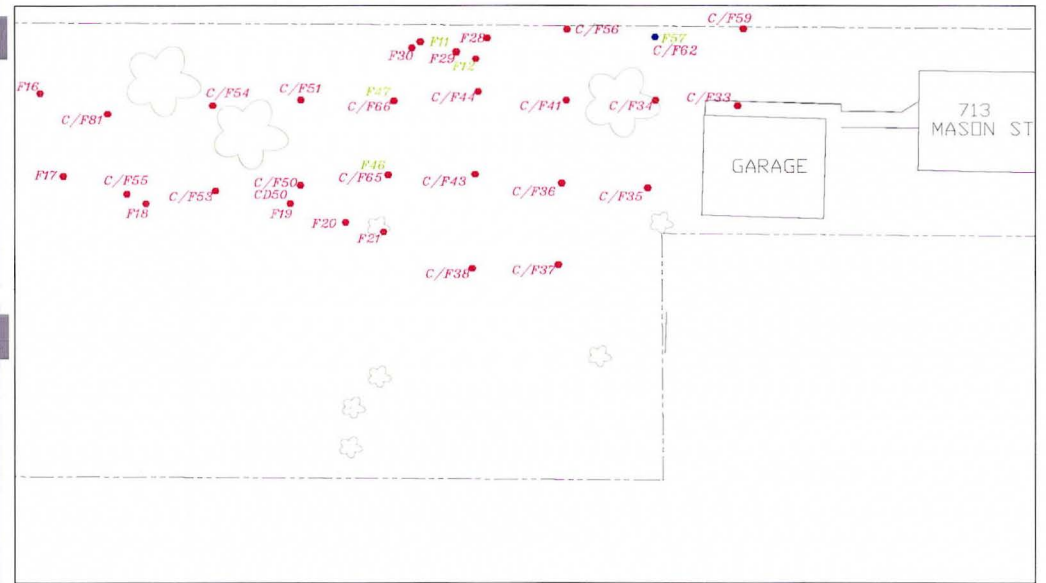 C/F59
C/F56
F28
F11
F57
C/F62
F30
F29
F12
F16
C/F81
C/F54
C/F51
F47
C/F66
C/F44
C/F41
C/F34
C/F33
713
MASON ST
GARAGE
F17
C/F55
F18
C/F53
C/F50
CD50
F19
F46
C/F65
C/F43
C/F36
C/F35
F20
F21
C/F38
C/F37